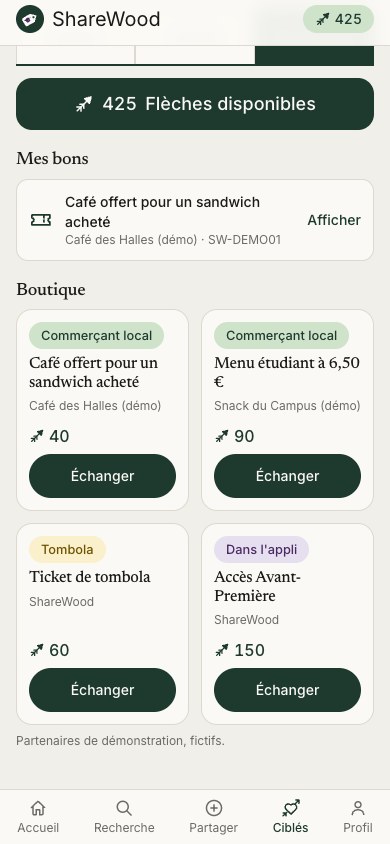 ShareWood
425
425 Flèches disponibles
Mes bons
Café offert pour un sandwich
acheté
Café des Halles (démo) · SW-DEMO01
Afficher
Boutique
Commerçant local
Café offert pour un
sandwich acheté
Café des Halles (démo)
40
Échanger
Commerçant local
Menu étudiant à 6,50
€
Snack du Campus (démo)
90
Échanger
Tombola
Ticket de tombola
ShareWood
60
Échanger
Dans l'appli
Accès Avant-
Première
ShareWood
150
Échanger
Partenaires de démonstration, fictifs.
Accueil
Recherche
Partager
Ciblés
Profil